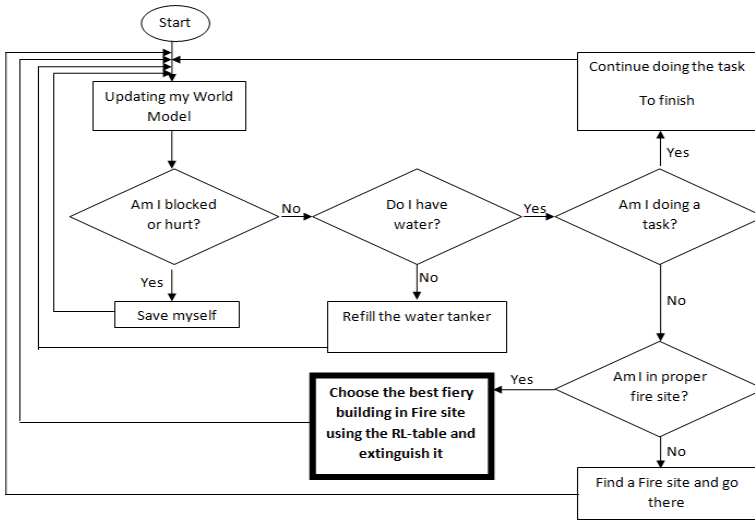 Start
Continue doing the task
To finish
Updating my World
Model
Yes
Am I blocked
or hurt?
No
Do I have
water?
Yes
Am I doing a
task?
Yes
No
No
Save myself
Refill the water tanker
Am I in proper
fire site?
Yes
Choose the best fiery
building in Fire site
using the RL-table and
extinguish it
No
Find a Fire site and go
there